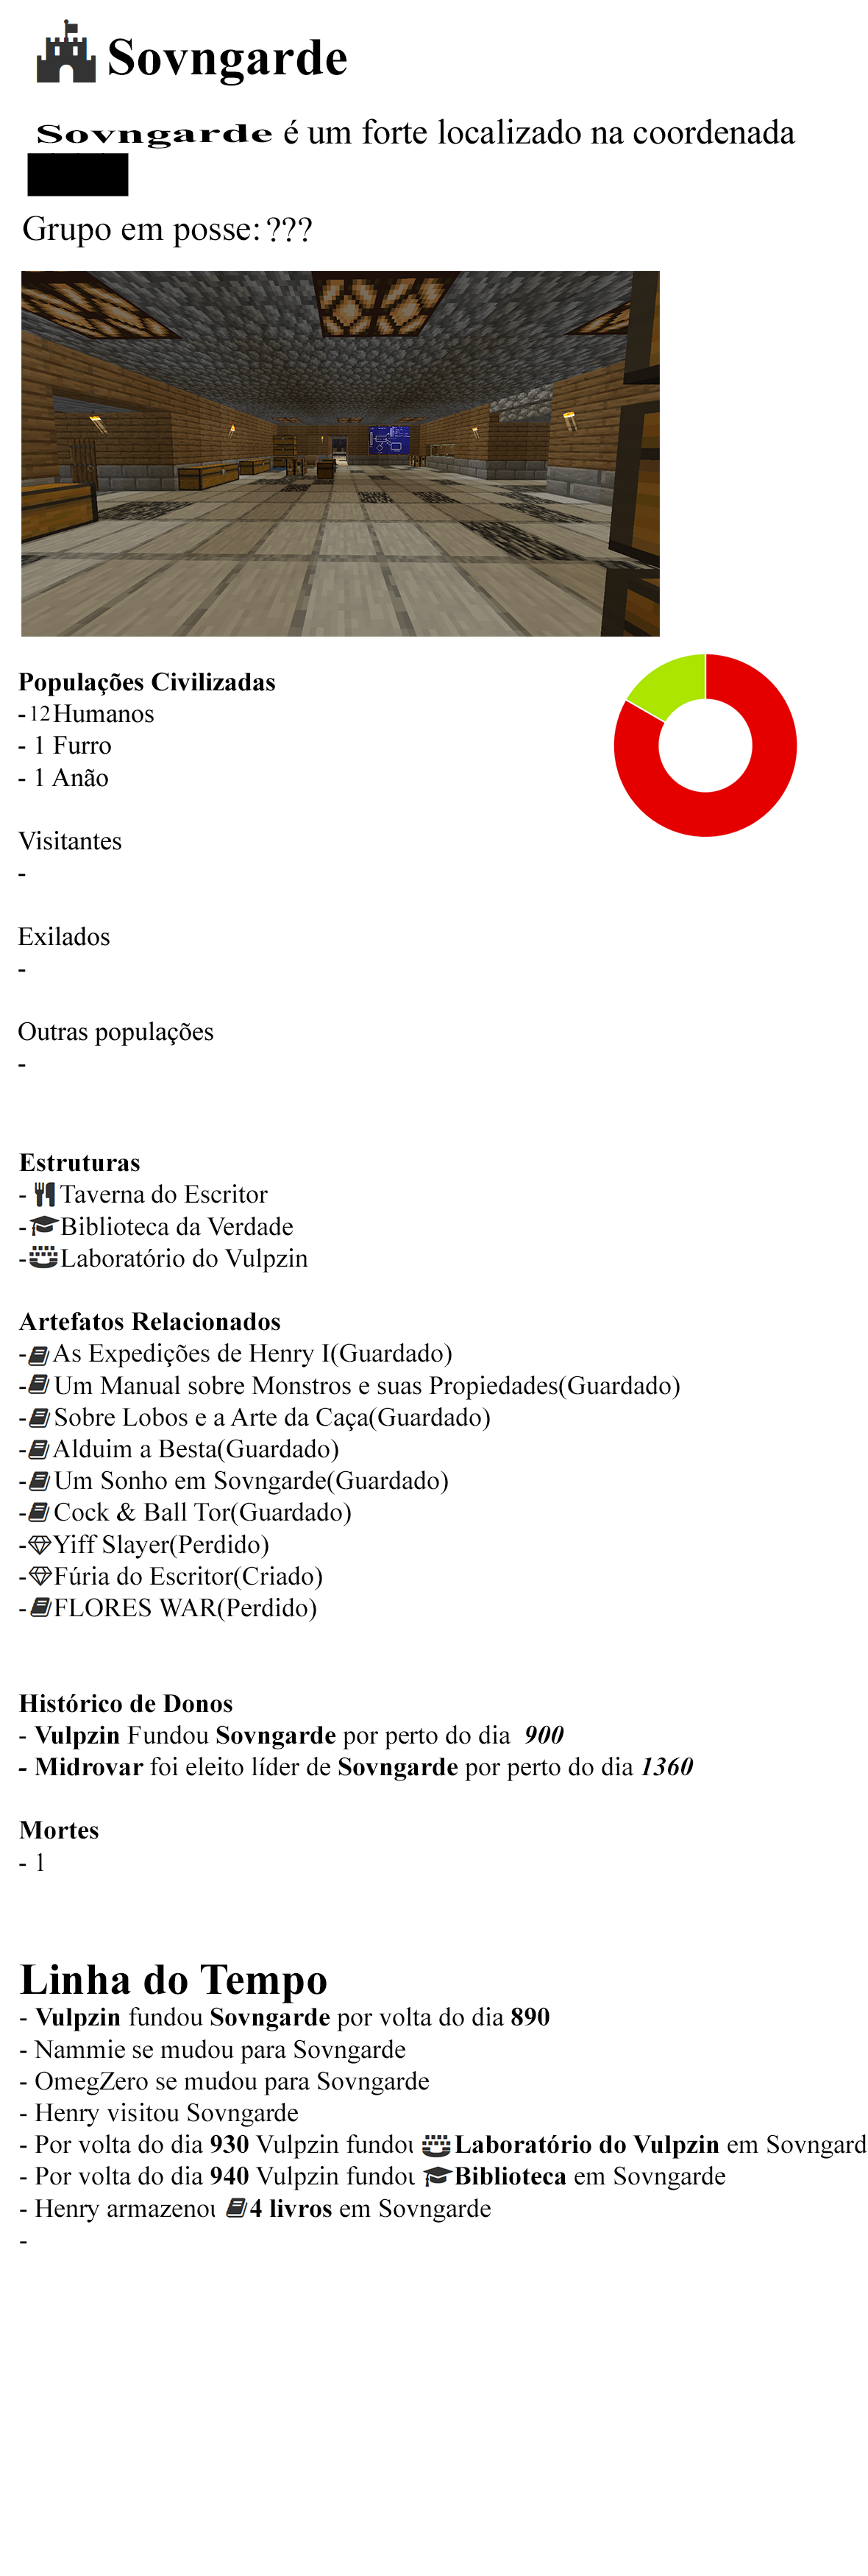 Sovngarde
Sovngarde é um forte localizado na coordenada
Grupo em posse: ???
Populações Civilizadas
- 12 Humanos
- 1 Furro
- 1 Anão
Visitantes
-
Exilados
-
Outras populações
-
Estruturas
- Taverna do Escritor
- Biblioteca da Verdade
- Laboratório do Vulpzin
Artefatos Relacionados
- As Expedições de Henry I(Guardado)
- Um Manual sobre Monstros e suas Propiedades(Guardado)
- Sobre Lobos e a Arte da Caça(Guardado)
- Alduim a Besta(Guardado)
- Um Sonho em Sovngarde(Guardado)
- Cock & Ball Tor(Guardado)
- Yiff Slayer(Perdido)
- Fúria do Escritor(Criado)
- FLORES WAR(Perdido)
Histórico de Donos
- Vulpzin Fundou Sovngarde por perto do dia 900
- Midrovar foi eleito líder de Sovngarde por perto do dia 1360
Mortes
- 1
Linha do Tempo
- Vulpzin fundou Sovngarde por volta do dia 890
- Nammie se mudou para Sovngarde
- OmegZero se mudou para Sovngarde
- Henry visitou Sovngarde
- Por volta do dia 930 Vulpzin fundou Laboratório do Vulpzin em Sovngard
- Por volta do dia 940 Vulpzin fundou Biblioteca em Sovngarde
- Henry armazenou 4 livros em Sovngarde
-